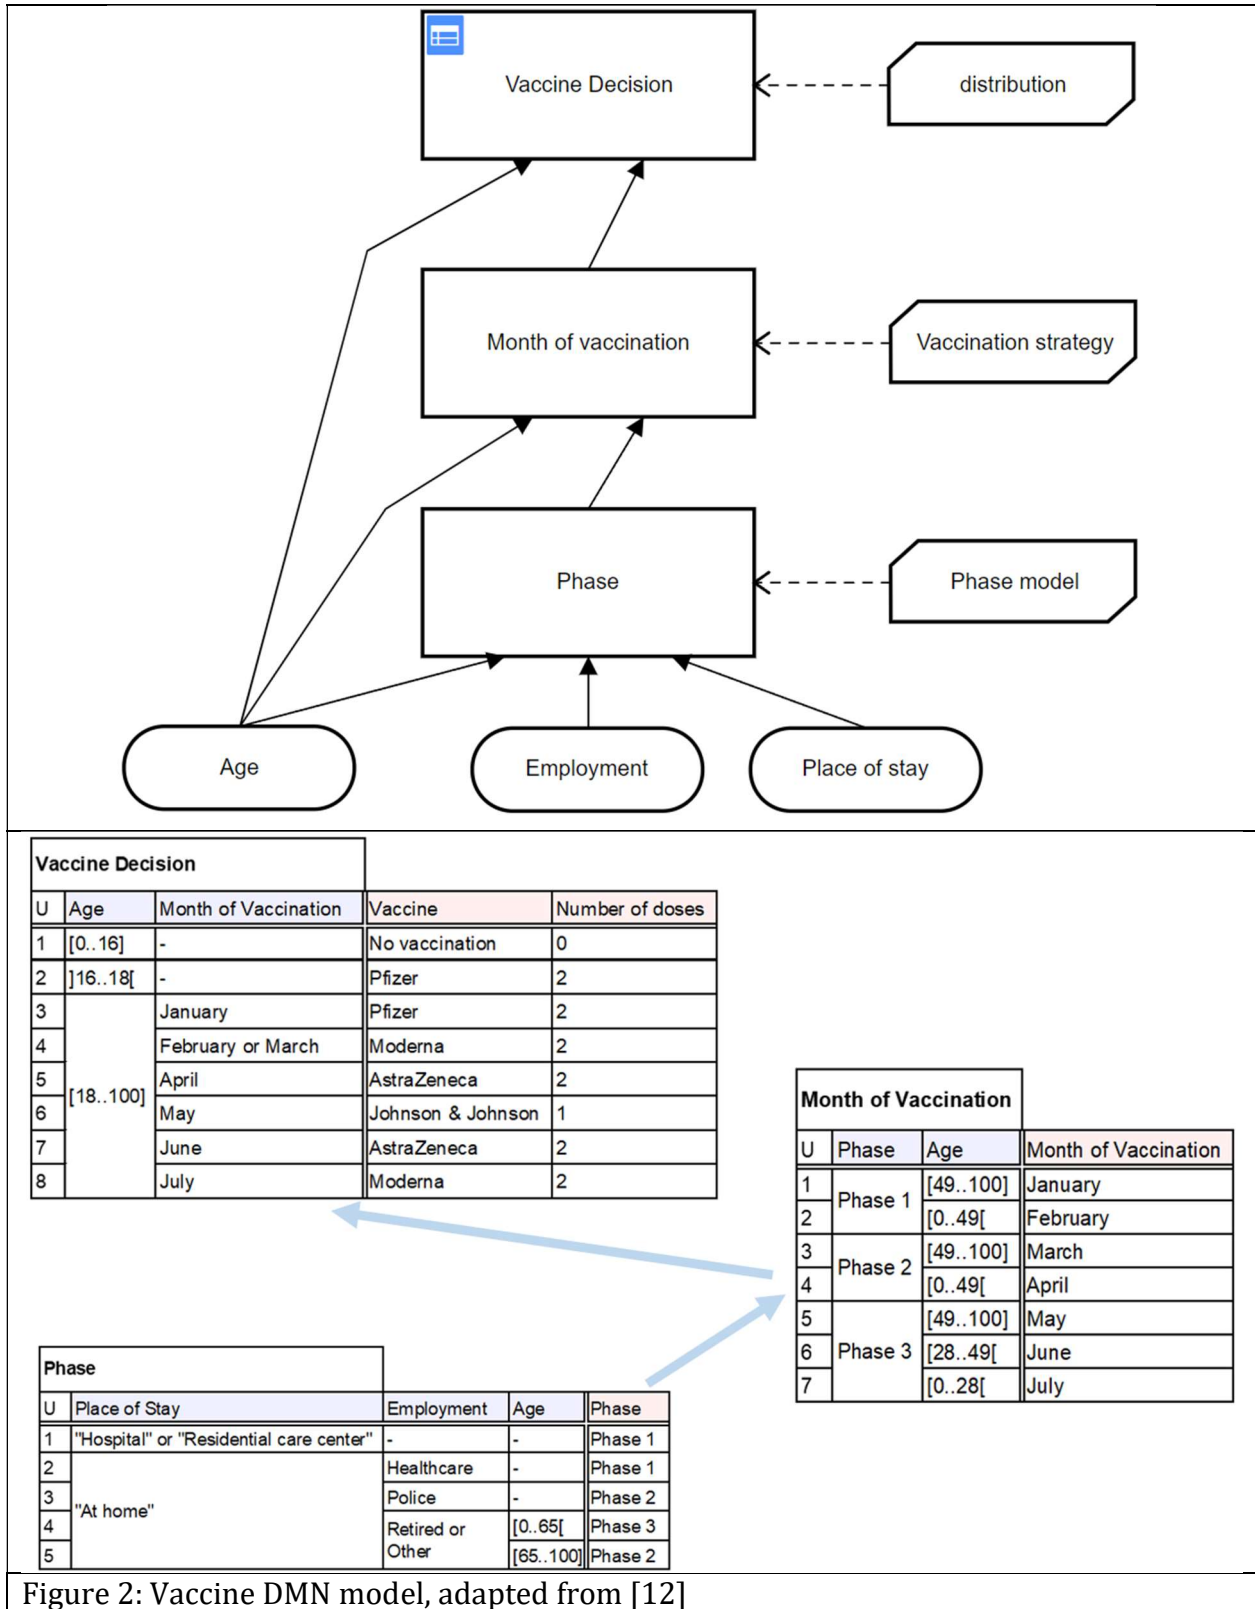 Vaccine Decision
distribution
Month of vaccination
Vaccination strategy
Phase
Phase model
Age
Employment
Place of stay
Vaccine Decision
U Age Month of Vaccination Vaccine Number of doses
1 [0..16] - No vaccination 0
2 ]16..18[ - Pfizer 2
3 January Pfizer 2
4 February or March Moderna 2
5 April AstraZeneca 2
[18..100]
6 May Johnson & Johnson 1
7 June AstraZeneca 2
8 July Moderna 2
Month of Vaccination
U Phase Age Month of Vaccination
1 Phase 1 [49..100] January
2 [0..49[ February
3 Phase 2 [49..100] March
4 [0..49[ April
5 [49..100] May
6 Phase 3 [28..49[ June
7 [0..28[ July
Phase
U Place of Stay Employment Age Phase
1 "Hospital" or "Residential care center" - - Phase 1
2 Healthcare - Phase 1
3 "At home" Police - Phase 2
4 Retired or [0..65[ Phase 3
5 Other [65..100] Phase 2
Figure 2: Vaccine DMN model, adapted from [12]